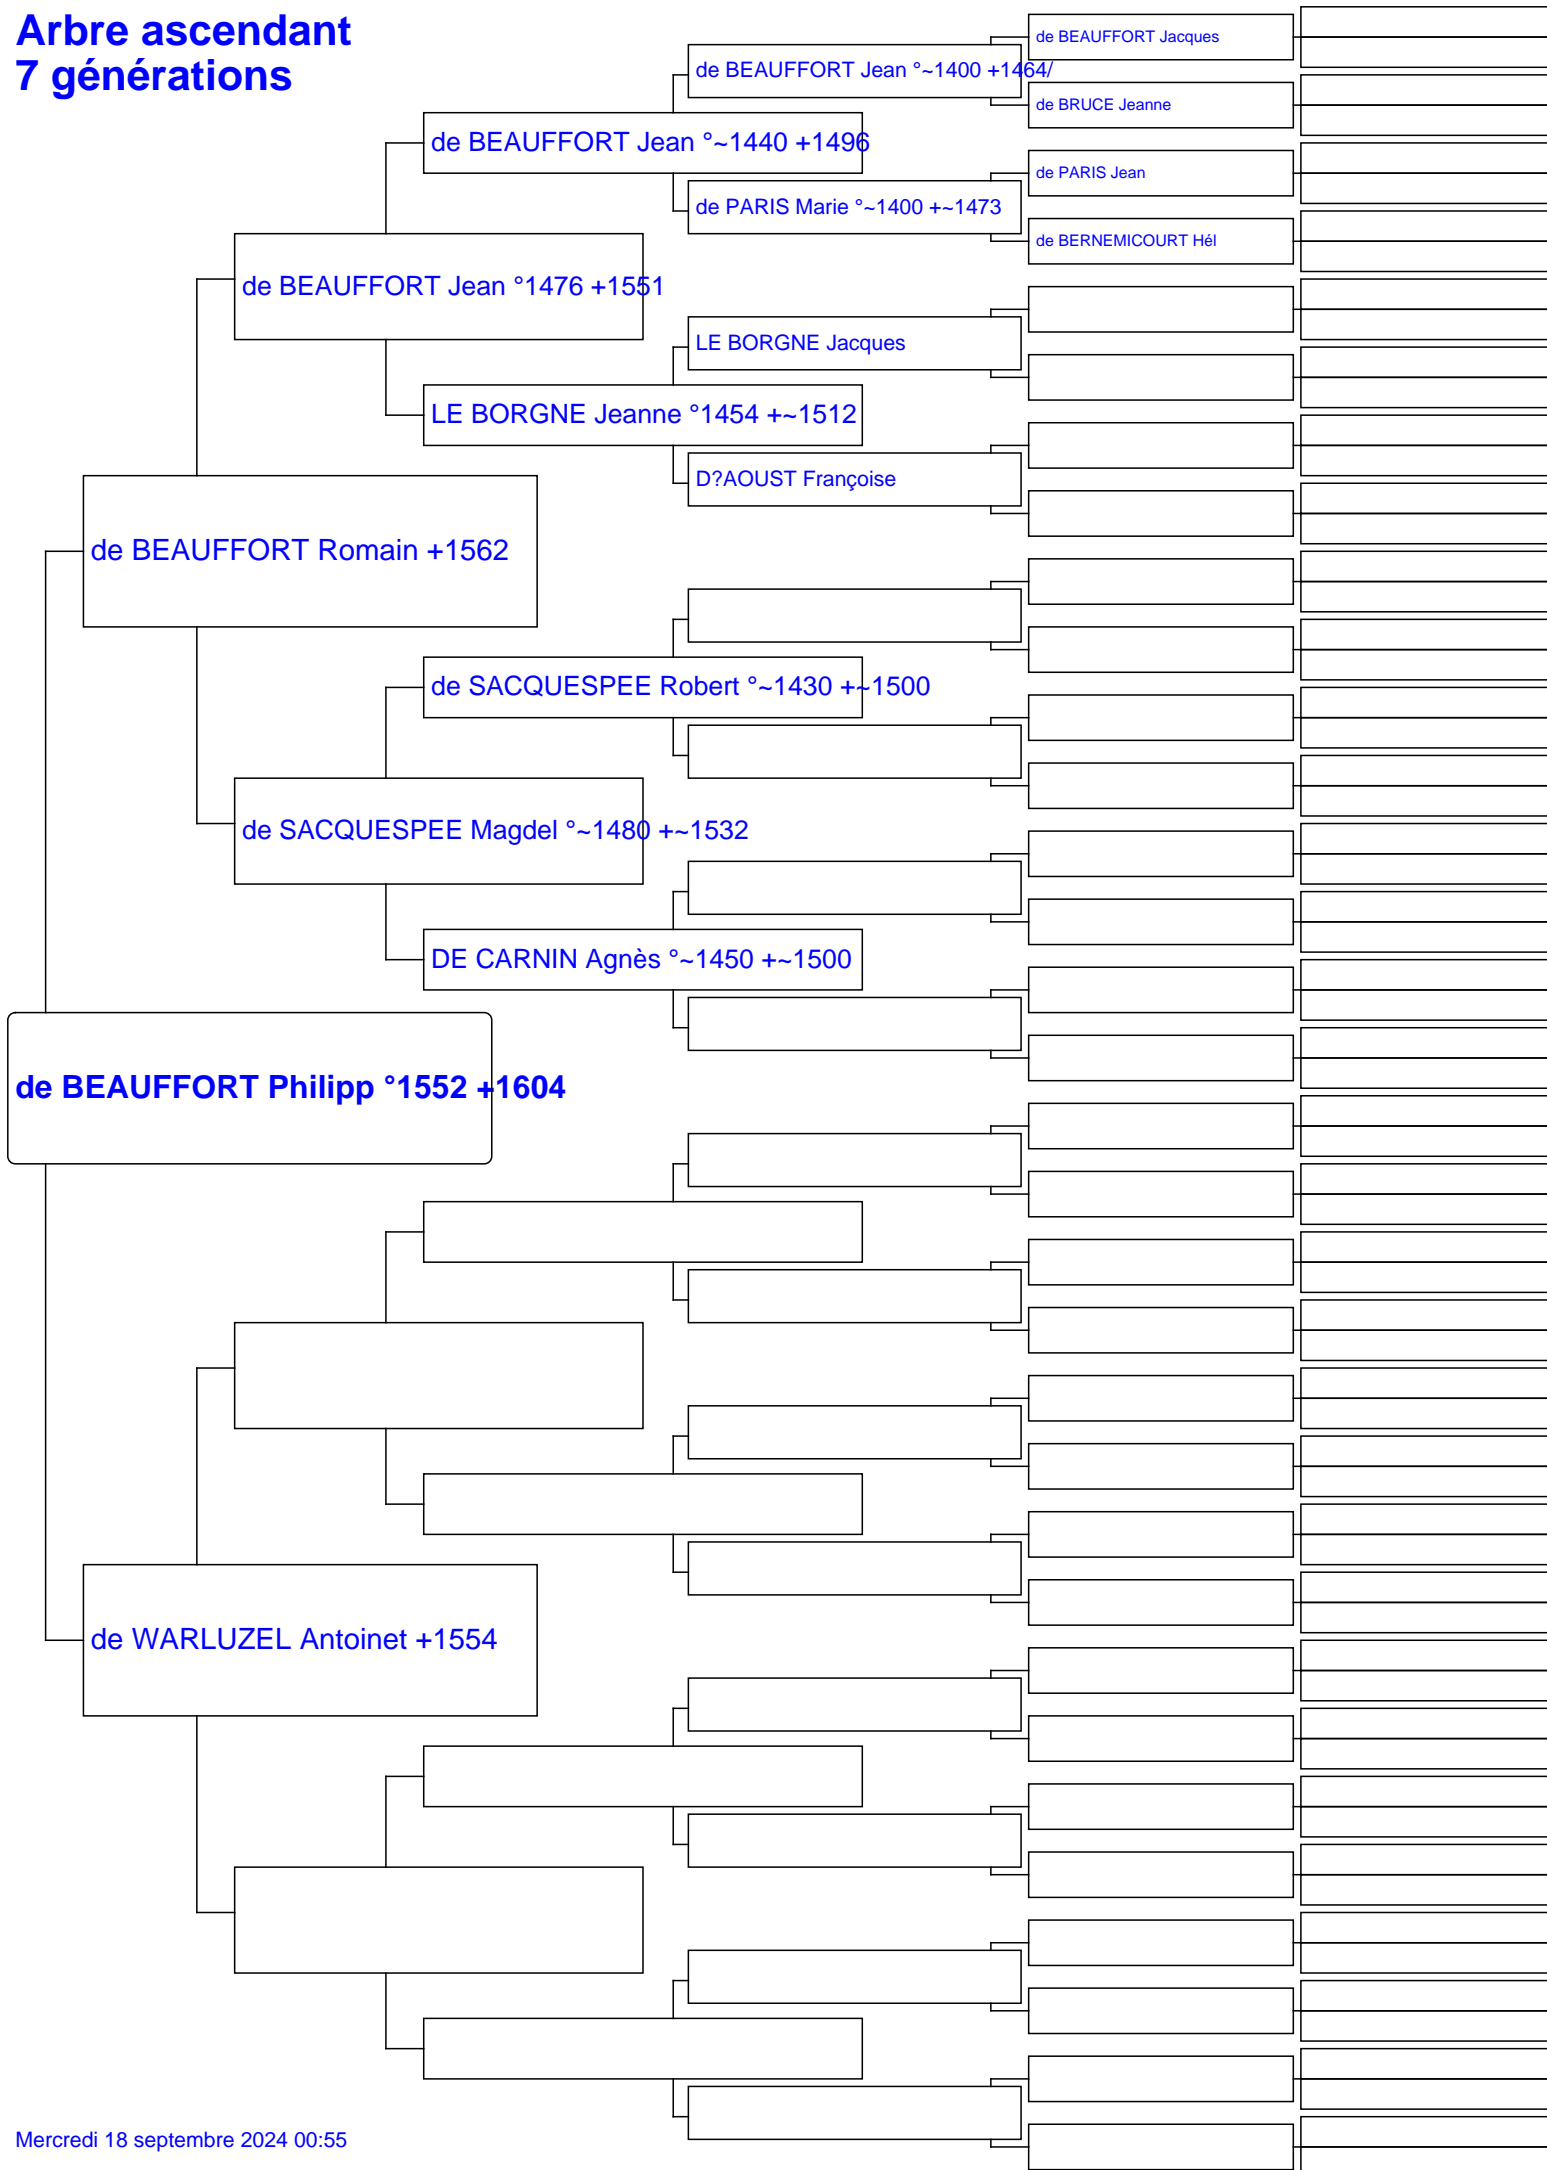 Arbre ascendant
7 générations
de BEAUFFORT Jacques
de BEAUFFORT Jean °~1400 +1464/
de BRUCE Jeanne
de BEAUFFORT Jean °~1440 +1496
de PARIS Jean
de PARIS Marie °~1400 +~1473
de BERNEMICOURT Hél
de BEAUFFORT Jean °1476 +1551
LE BORGNE Jacques
LE BORGNE Jeanne °1454 +~1512
D?AOUST Françoise
de BEAUFFORT Romain +1562
de SACQUESPEE Robert °~1430 +~1500
de SACQUESPEE Magdel °~1480 +~1532
DE CARNIN Agnès °~1450 +~1500
de BEAUFFORT Philipp °1552 +1604
de WARLUZEL Antoinet +1554
Mercredi 18 septembre 2024 00:55